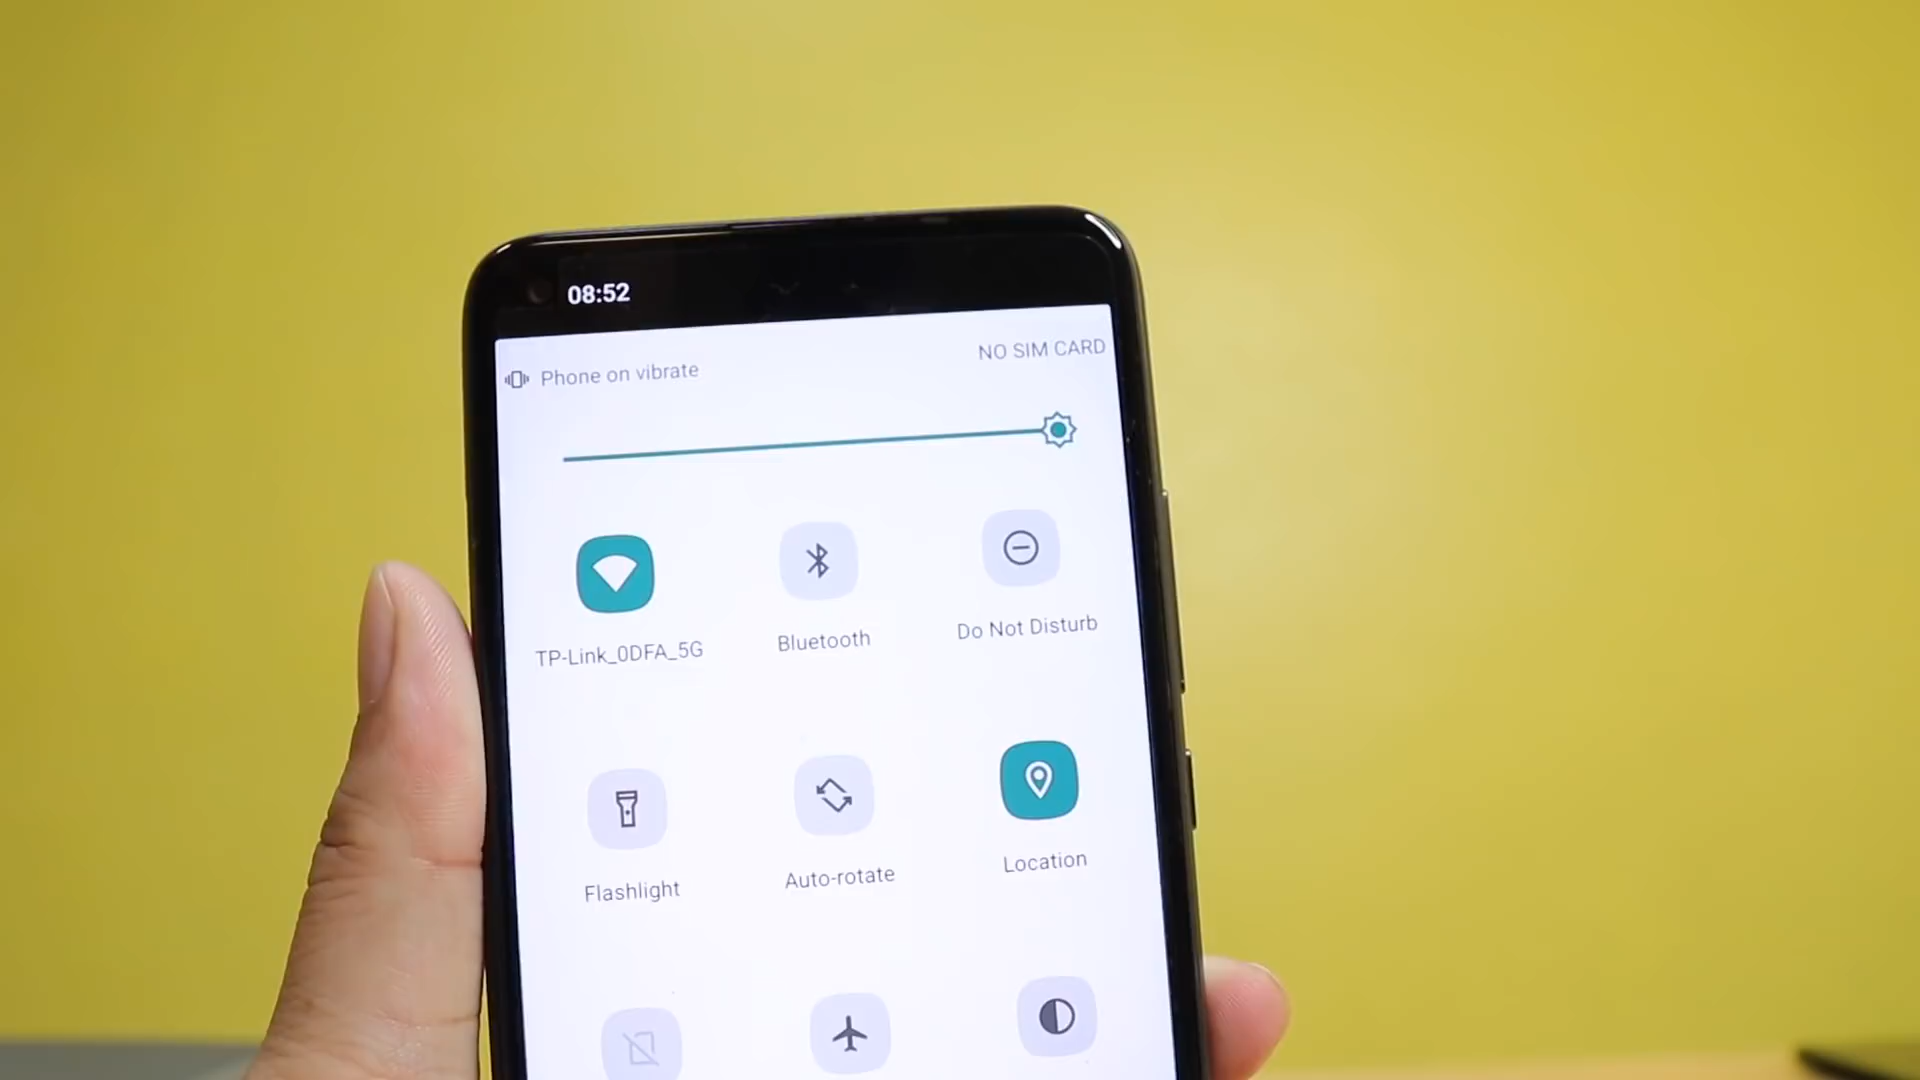 08:52
NO SIM CARD
Phone on vibrate
TP-Link_0DFA_5G
Bluetooth
Do Not Disturb
Flashlight
Auto-rotate
Location